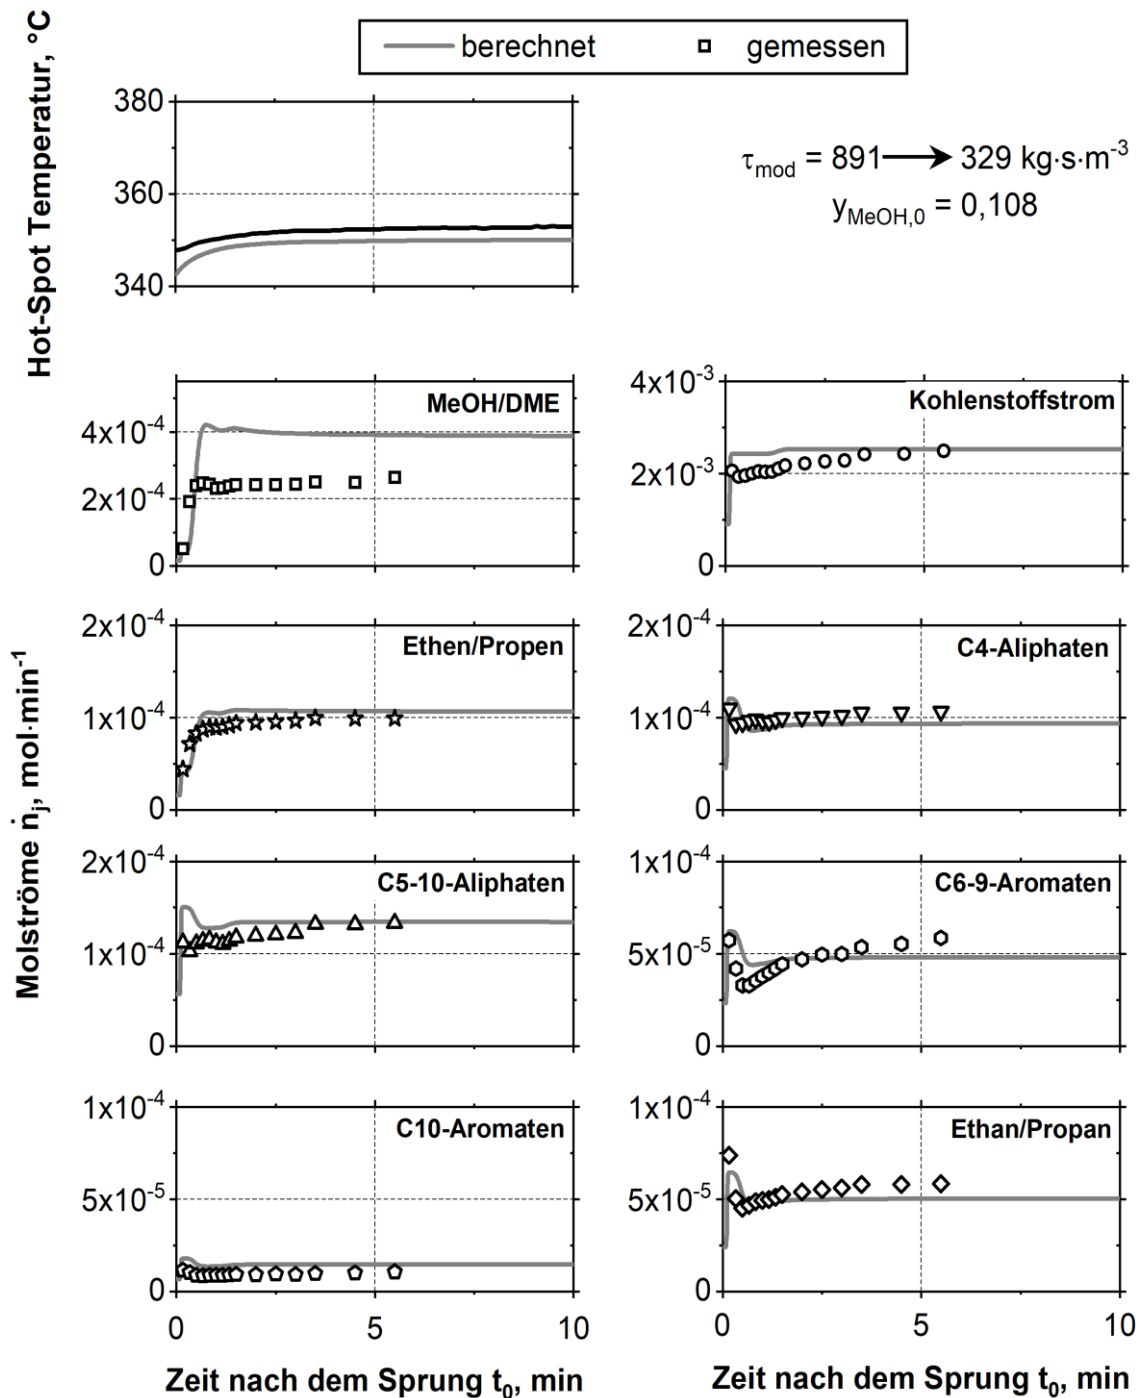 berechnet gemessen
Hot-Spot Temperatur, °C
380
360
340
τmod = 891 → 329 kg·s·m⁻³
yMeOH,0 = 0,108
Molströme ṅj, mol·min⁻¹
MeOH/DME
4x10⁻⁴
2x10⁻⁴
0
Kohlenstoffstrom
4x10⁻³
2x10⁻³
0
Ethen/Propen
2x10⁻⁴
1x10⁻⁴
0
C4-Aliphaten
2x10⁻⁴
1x10⁻⁴
0
C5-10-Aliphaten
2x10⁻⁴
1x10⁻⁴
0
C6-9-Aromaten
1x10⁻⁴
5x10⁻⁵
0
C10-Aromaten
1x10⁻⁴
5x10⁻⁵
0
Ethan/Propan
1x10⁻⁴
5x10⁻⁵
0
0 5 10
0 5 10
Zeit nach dem Sprung t₀, min
Zeit nach dem Sprung t₀, min